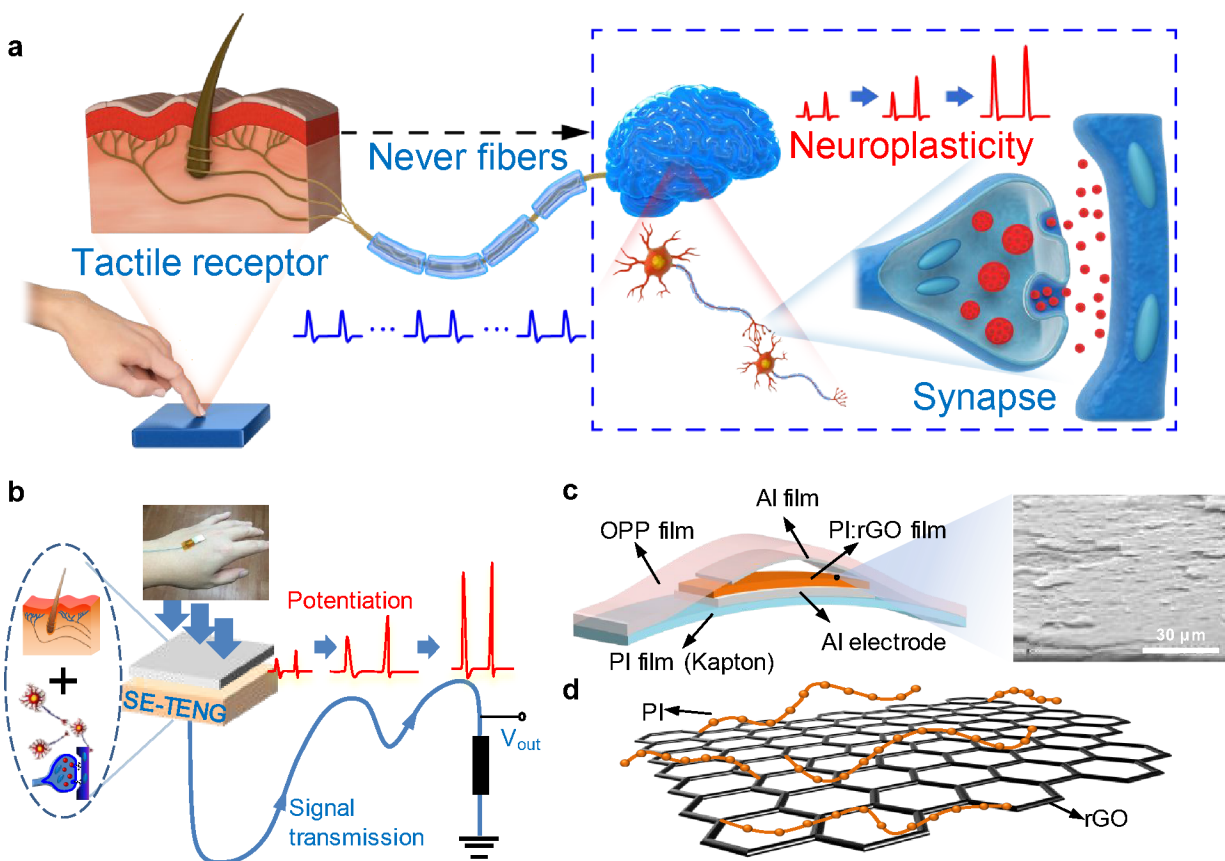 a
Never fibers
Neuroplasticity
Tactile receptor
Synapse
b
Potentiation
SE-TENG
V_out
Signal
transmission
c
Al film
OPP film
PI:rGO film
Al electrode
PI film (Kapton)
30 μm
d
PI
rGO